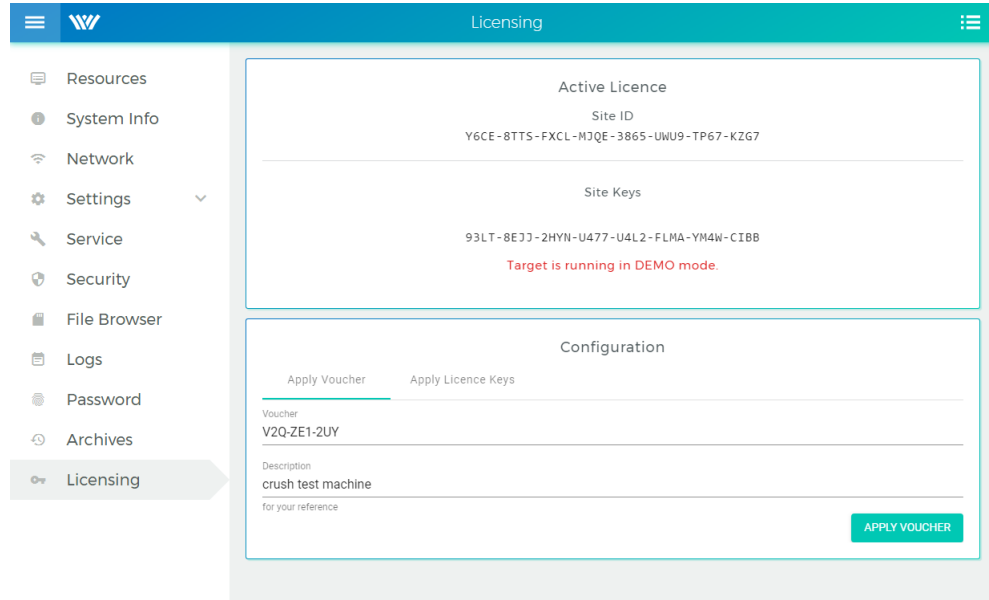 Licensing
Resources
System Info
Network
Settings
Service
Security
File Browser
Logs
Password
Archives
Licensing
Active Licence
Site ID
Y6CE-8TTS-FXCL-MJQE-3865-UWU9-TP67-KZG7
Site Keys
93LT-8EJJ-2HYN-U477-U4L2-FLMA-YM4W-CIBB
Target is running in DEMO mode.
Configuration
Apply Voucher Apply Licence Keys
Voucher
V2Q-ZE1-2UY
Description
crush test machine
for your reference
APPLY VOUCHER